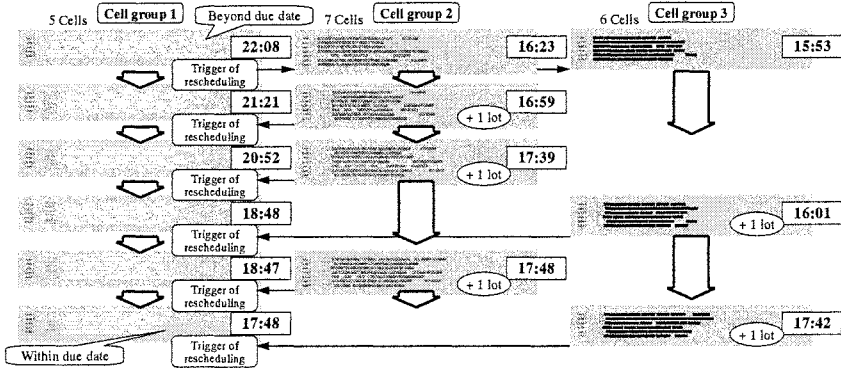 5 Cells
Cell group 1
Beyond due date
7 Cells
Cell group 2
6 Cells
Cell group 3
22:08
16:23
15:53
Trigger of
rescheduling
21:21
16:59
+ 1 lot
Trigger of
rescheduling
20:52
17:39
+ 1 lot
Trigger of
rescheduling
18:48
16:01
+ 1 lot
Trigger of
rescheduling
18:47
17:48
+ 1 lot
Trigger of
rescheduling
17:48
17:42
+ 1 lot
Within due date
Trigger of
rescheduling